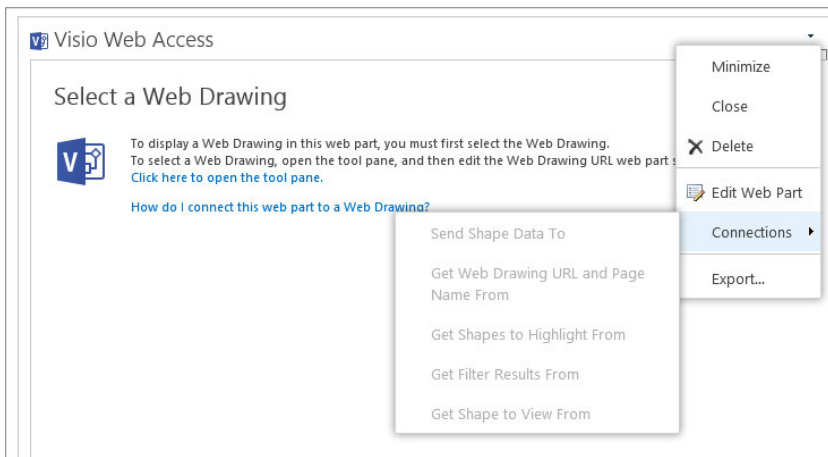 Visio Web Access
Select a Web Drawing
To display a Web Drawing in this web part, you must first select the Web Drawing.
To select a Web Drawing, open the tool pane, and then edit the Web Drawing URL web part
Click here to open the tool pane.
How do I connect this web part to a Web Drawing?
Minimize
Close
Delete
Edit Web Part
Connections
Export...
Send Shape Data To
Get Web Drawing URL and Page
Name From
Get Shapes to Highlight From
Get Filter Results From
Get Shape to View From